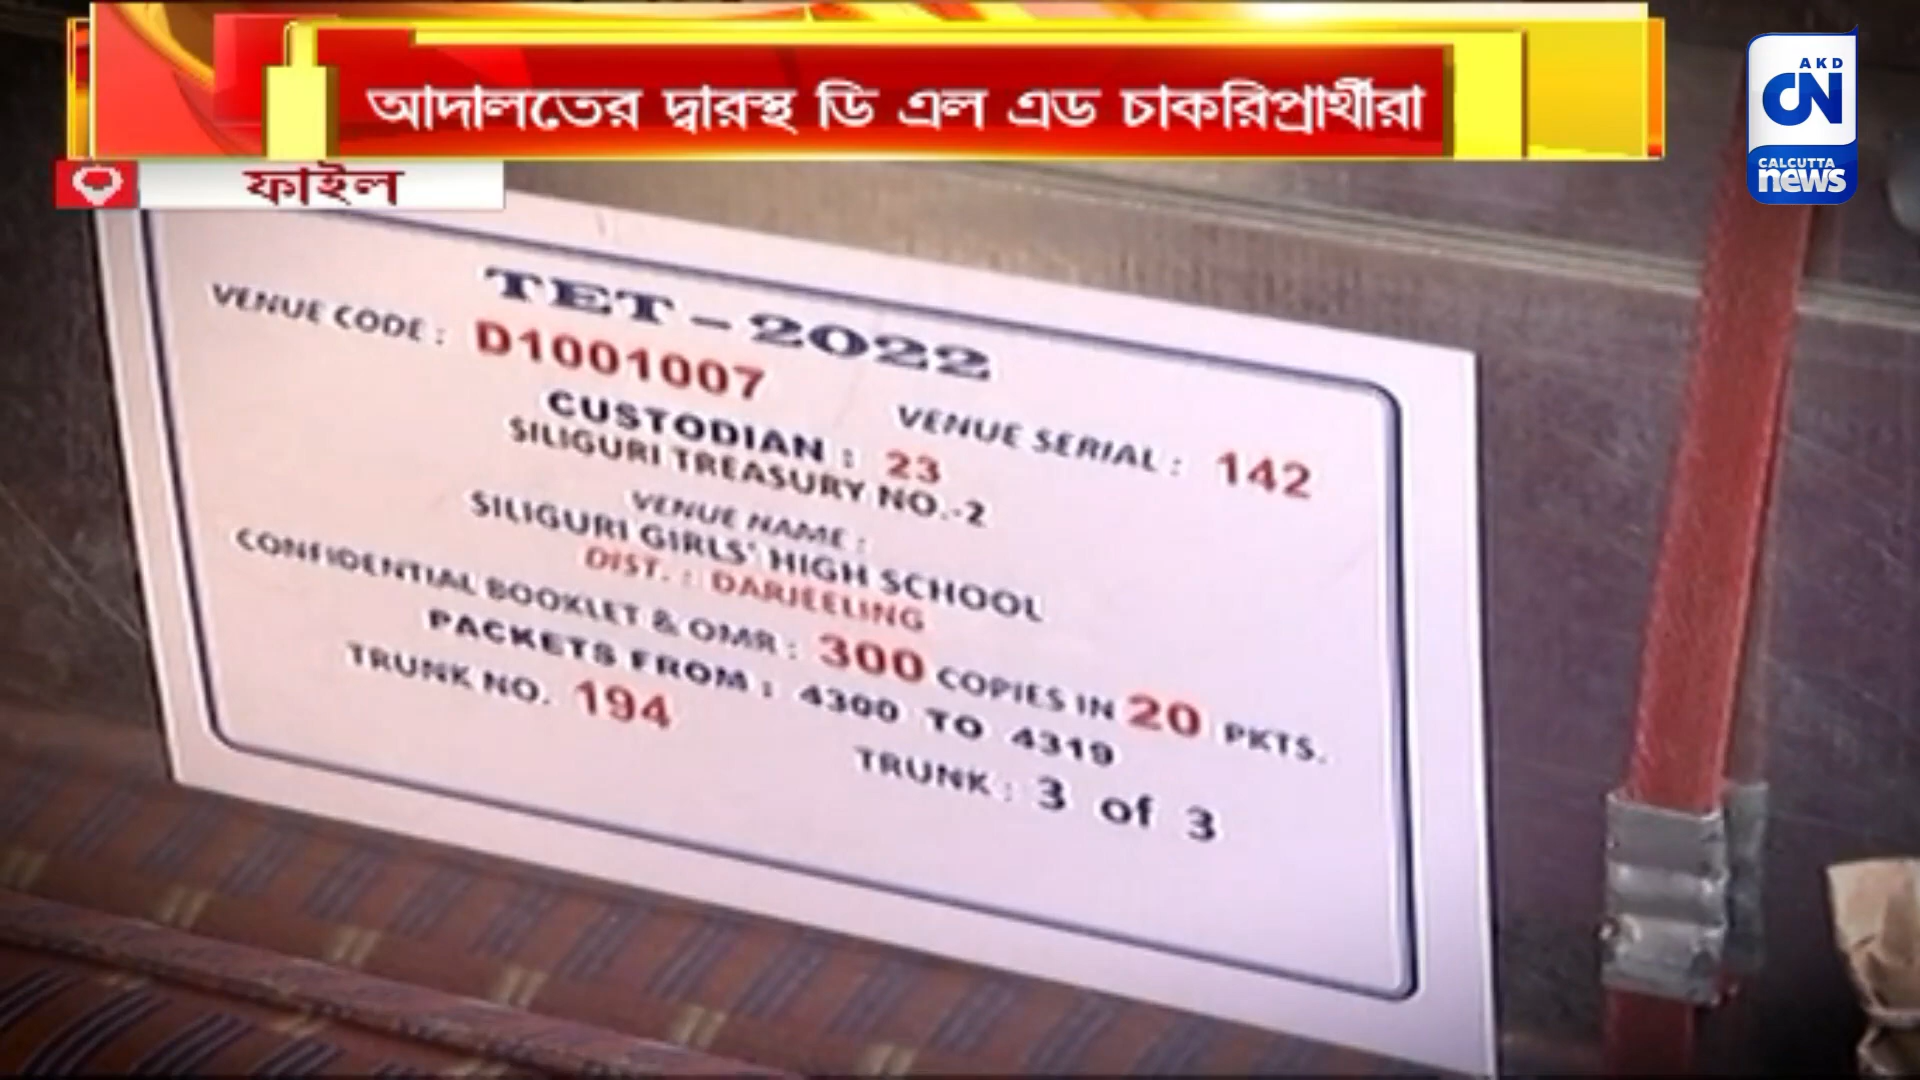 আদালতের দ্বারস্থ ডি এল এড চাকরিপ্রার্থীরা
ফাইল
AKD
CN
CALCUTTA
news
TET - 2022
VENUE CODE : D1001007
VENUE SERIAL : 142
CUSTODIAN : 23
SILIGURI TREASURY NO.-2
VENUE NAME :
SILIGURI GIRLS' HIGH SCHOOL
DIST. : DARJEELING
CONFIDENTIAL BOOKLET & OMR : 300 COPIES IN 20 PKTS.
PACKETS FROM : 4300 TO 4319
TRUNK NO. 194
TRUNK : 3 of 3